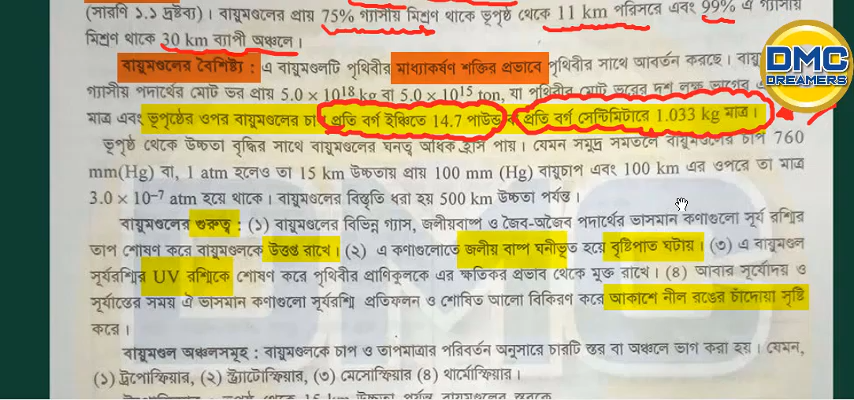 (সারণি ১.১ দ্রষ্টব্য)। বায়ুমণ্ডলের প্রায় 75% গ্যাসীয় মিশ্রণ থাকে ভূপৃষ্ঠ থেকে 11 km পরিসরে এবং 99% এ গ্যাসীয়
মিশ্রণ থাকে 30 km ব্যাপী অঞ্চলে।
বায়ুমণ্ডলের বৈশিষ্ট্য : এ বায়ুমণ্ডলটি পৃথিবীর মাধ্যাকর্ষণ শক্তির প্রভাবে পৃথিবীর সাথে আবর্তন করছে।
গ্যাসীয় পদার্থের মোট ভর প্রায় 5.0 × 10¹⁸ kg বা 5.0 × 10¹⁵ ton, যা পৃথিবীর মোট ভরের দশ লক্ষ ভাগের
মাত্র এবং ভূপৃষ্ঠের ওপর বায়ুমণ্ডলের প্রতি বর্গ ইঞ্চিতে 14.7 পাউন্ড প্রতি বর্গ সেন্টিমিটারে 1.033 kg মাত্র।
ভূপৃষ্ঠ থেকে উচ্চতা বৃদ্ধির সাথে বায়ুমণ্ডলের ঘনত্ব অধিক হ্রাস পায়। যেমন সমুদ্র সমতলে বায়ুমণ্ডলের চাপ 760
mm(Hg) বা, 1 atm হলেও তা 15 km উচ্চতায় প্রায় 100 mm (Hg) বায়ুচাপ এবং 100 km এর ওপরে তা মাত্র
3.0 × 10⁻⁷ atm হয়ে থাকে। বায়ুমণ্ডলের বিস্তৃতি ধরা হয় 500 km উচ্চতা পর্যন্ত।
বায়ুমণ্ডলের গুরুত্ব : (১) বায়ুমণ্ডলের বিভিন্ন গ্যাস, জলীয়বাষ্প ও জৈব-অজৈব পদার্থের ভাসমান কণাগুলো সূর্য রশ্মির
তাপ শোষণ করে বায়ুমণ্ডলকে উত্তপ্ত রাখে। (২) এ কণাগুলোতে জলীয় বাষ্প ঘনীভূত হয়ে বৃষ্টিপাত ঘটায়। (৩) এ বায়ুমণ্ডল
সূর্যরশ্মির UV রশ্মিকে শোষণ করে পৃথিবীর প্রাণিকুলকে এর ক্ষতিকর প্রভাব থেকে মুক্ত রাখে। (৪) আবার সূর্যোদয় ও
সূর্যাস্তের সময় ঐ ভাসমান কণাগুলো সূর্যরশ্মি প্রতিফলন ও শোষিত আলো বিকিরণ করে আকাশে নীল রঙের চাঁদোয়া সৃষ্টি
করে।
বায়ুমণ্ডল অঞ্চলসমূহ : বায়ুমণ্ডলকে চাপ ও তাপমাত্রার পরিবর্তন অনুসারে চারটি স্তর বা অঞ্চলে ভাগ করা হয়। যেমন,
(১) ট্রপোস্ফিয়ার, (২) স্ট্র্যাটোস্ফিয়ার, (৩) মেসোস্ফিয়ার (৪) থার্মোস্ফিয়ার।
DMC
DREAMERS